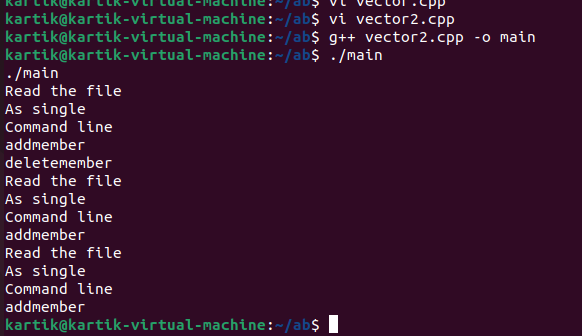 kartik@kartik-virtual-machine:~/ab$ vi vector.cpp
kartik@kartik-virtual-machine:~/ab$ vi vector2.cpp
kartik@kartik-virtual-machine:~/ab$ g++ vector2.cpp -o main
kartik@kartik-virtual-machine:~/ab$ ./main
./main
Read the file
As single
Command line
addmember
deletemember
Read the file
As single
Command line
addmember
Read the file
As single
Command line
addmember
kartik@kartik-virtual-machine:~/ab$